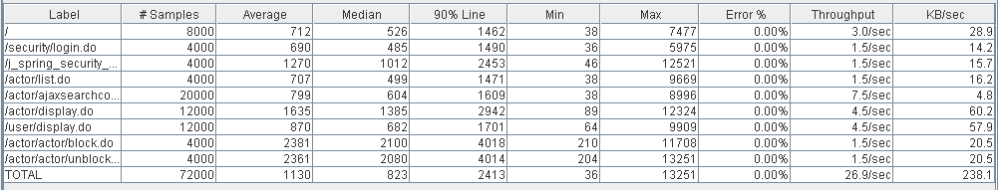 Label # Samples Average Median 90% Line Min Max Error % Throughput KB/sec
/ 8000 712 526 1462 38 7477 0.00% 3.0/sec 28.9
/security/login.do 4000 690 485 1490 36 5975 0.00% 1.5/sec 14.2
/j_spring_security_... 4000 1270 1012 2453 46 12521 0.00% 1.5/sec 15.7
/actor/list.do 4000 707 499 1471 38 9669 0.00% 1.5/sec 16.2
/actor/ajaxsearchco... 20000 799 604 1609 38 8996 0.00% 7.5/sec 4.8
/actor/display.do 12000 1635 1385 2942 89 12324 0.00% 4.5/sec 60.2
/user/display.do 12000 870 682 1701 64 9909 0.00% 4.5/sec 57.9
/actor/actor/block.do 4000 2381 2100 4018 210 11708 0.00% 1.5/sec 20.5
/actor/actor/unblock... 4000 2361 2080 4014 204 13251 0.00% 1.5/sec 20.5
TOTAL 72000 1130 823 2413 36 13251 0.00% 26.9/sec 238.1